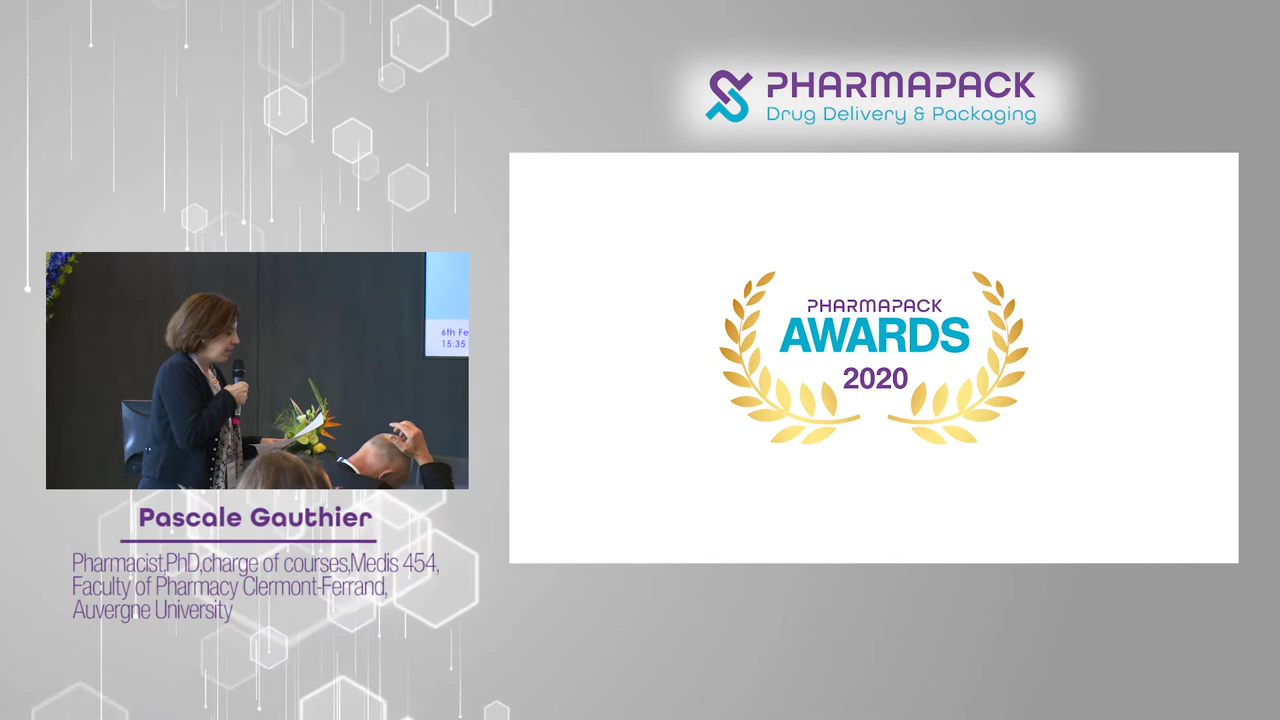 PHARMAPACK
Drug Delivery & Packaging
PHARMAPACK
AWARDS
2020
6th Fe
15:35
Pascale Gauthier
Pharmacist,PhD,charge of courses,Medis 454,
Faculty of Pharmacy Clermont-Ferrand,
Auvergne University